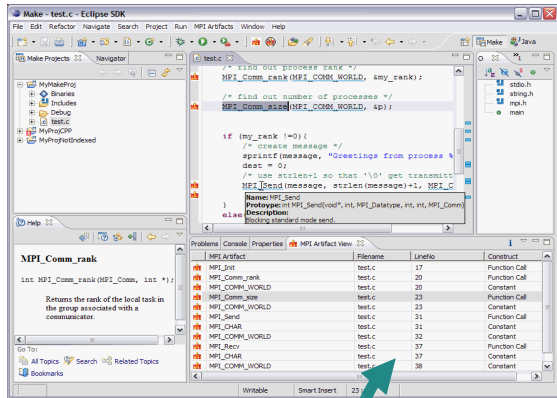 Make - test.c - Eclipse SDK
File Edit Refactor Navigate Search Project Run MPI Artifacts Window Help
Make Java
Make Projects Navigator
MyMakeProj
Binaries
Includes
Debug
test.c
MyProjCPP
MyProjNotIndexed
test.c
/* find out process rank */
MPI_Comm_rank(MPI_COMM_WORLD, &my_rank);
/* find out number of processes */
MPI_Comm_size(MPI_COMM_WORLD, &p);
if (my_rank !=0){
/* create message */
sprintf(message, "Greetings from process %
dest = 0;
/* use strlen+1 so that '\0' get transmitt
MPI_Send(message, strlen(message)+1, MPI_C
Name: MPI_Send
Protoype: int MPI_Send(void*, int, MPI_Datatype, int, int, MPI_Comm)
Description:
Blocking standard mode send.
}
else
O
stdio.h
string.h
mpi.h
main
Help
MPI_Comm_rank
int MPI_Comm_rank(MPI_Comm, int *);
Returns the rank of the local task in
the group associated with a
communicator.
Go To:
All Topics Search Related Topics
Bookmarks
Problems Console Properties MPI Artifact View
MPI Artifact Filename LineNo Construct
MPI_Init test.c 17 Function Call
MPI_Comm_rank test.c 20 Function Call
MPI_COMM_WORLD test.c 20 Constant
MPI_Comm_size test.c 23 Function Call
MPI_COMM_WORLD test.c 23 Constant
MPI_Send test.c 31 Function Call
MPI_CHAR test.c 31 Constant
MPI_COMM_WORLD test.c 32 Constant
MPI_Recv test.c 37 Function Call
MPI_CHAR test.c 37 Constant
MPI_COMM_WORLD test.c 38 Constant
Writable Smart Insert 23